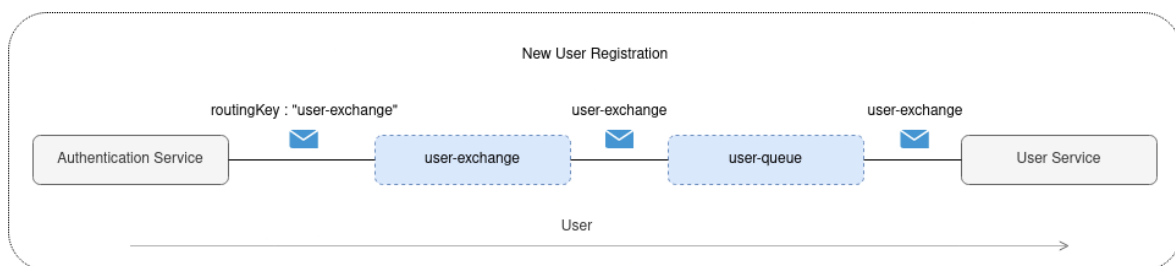 New User Registration
routingKey : "user-exchange"
user-exchange
user-exchange
Authentication Service
user-exchange
user-queue
User Service
User